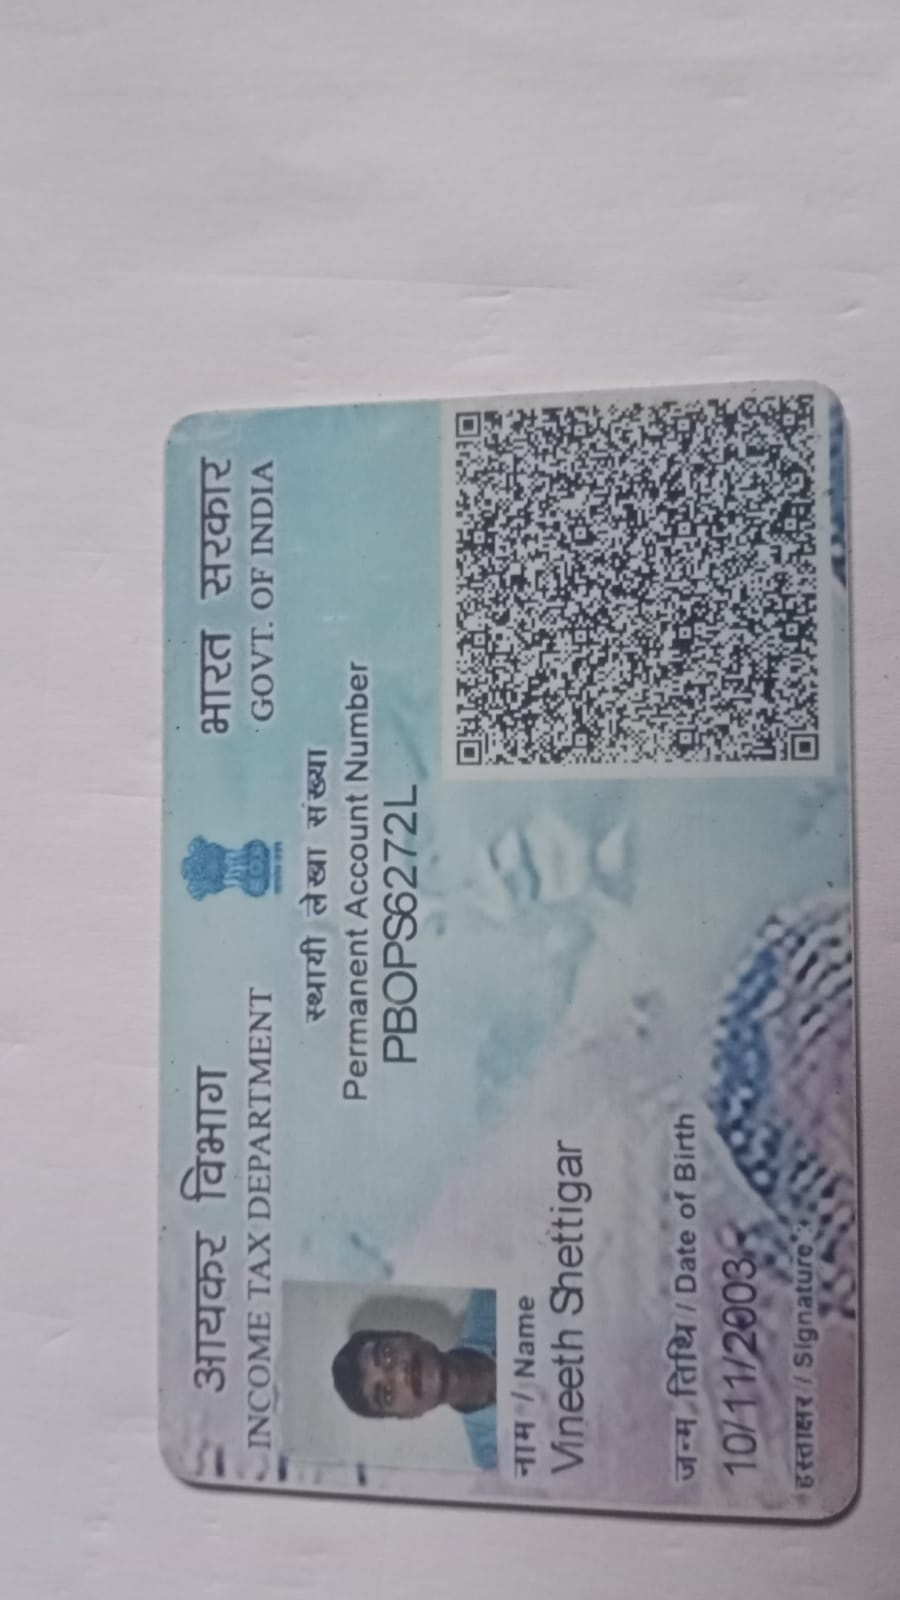 आयकर विभाग
INCOME TAX DEPARTMENT
भारत सरकार
GOVT. OF INDIA
स्थायी लेखा संख्या
Permanent Account Number
PBOPS6272L
नाम / Name
Vineeth Shettigar
जन्म तिथि / Date of Birth
10/11/2003
हस्ताक्षर / Signature